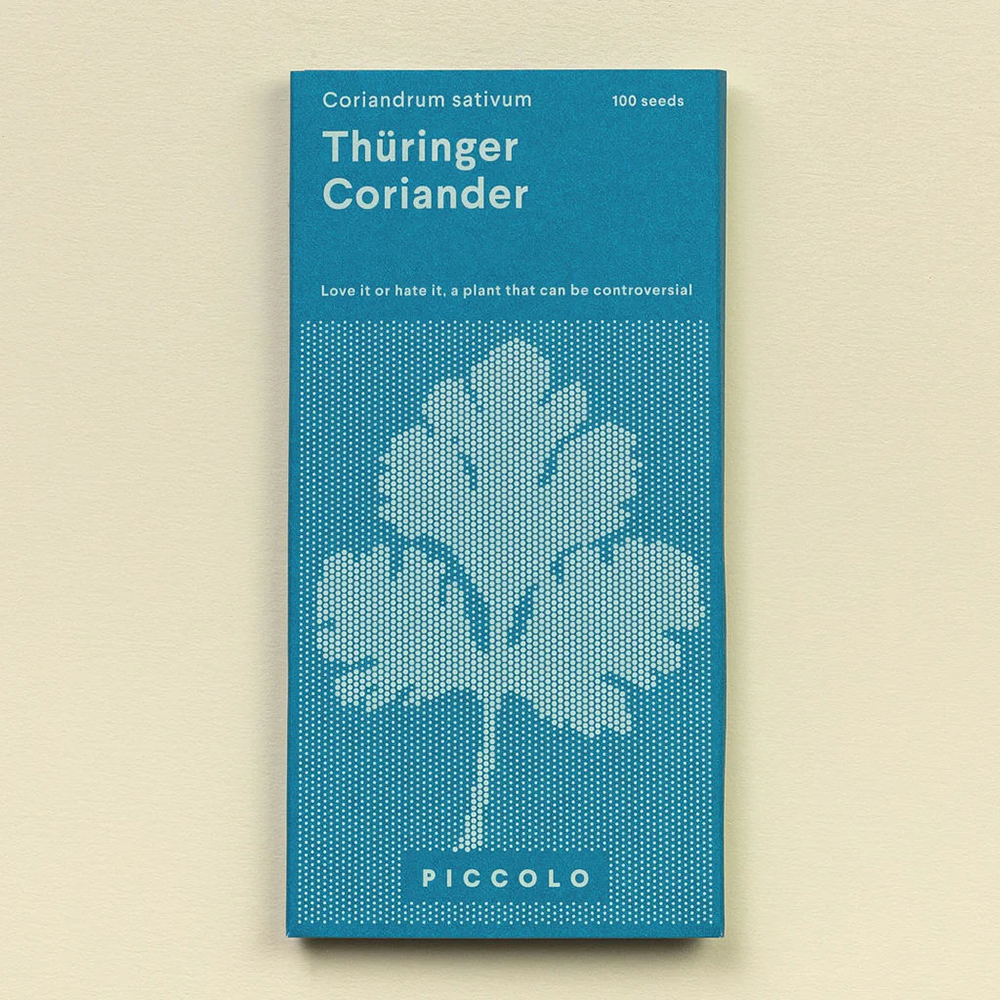 Coriandrum sativum
100 seeds
Thüringer
Coriander
Love it or hate it, a plant that can be controversial
PICCOLO